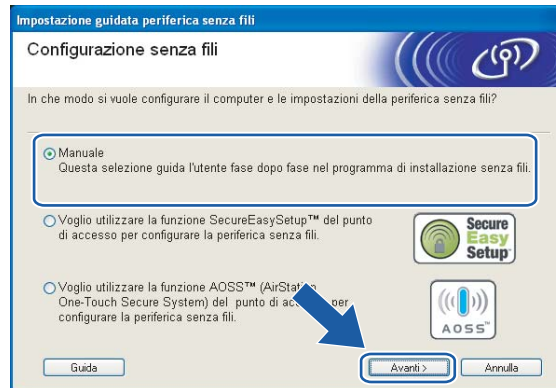 Impostazione guidata periferica senza fili
Configurazione senza fili
In che modo si vuole configurare il computer e le impostazioni della periferica senza fili?
Manuale
Questa selezione guida l'utente fase dopo fase nel programma di installazione senza fili.
Voglio utilizzare la funzione SecureEasySetup™ del punto
di accesso per configurare la periferica senza fili.
Secure
Easy
Setup
Voglio utilizzare la funzione AOSS™ (AirStation
One-Touch Secure System) del punto di per
configurare la periferica senza fili.
AOSS™
Guida
Avanti >
Annulla